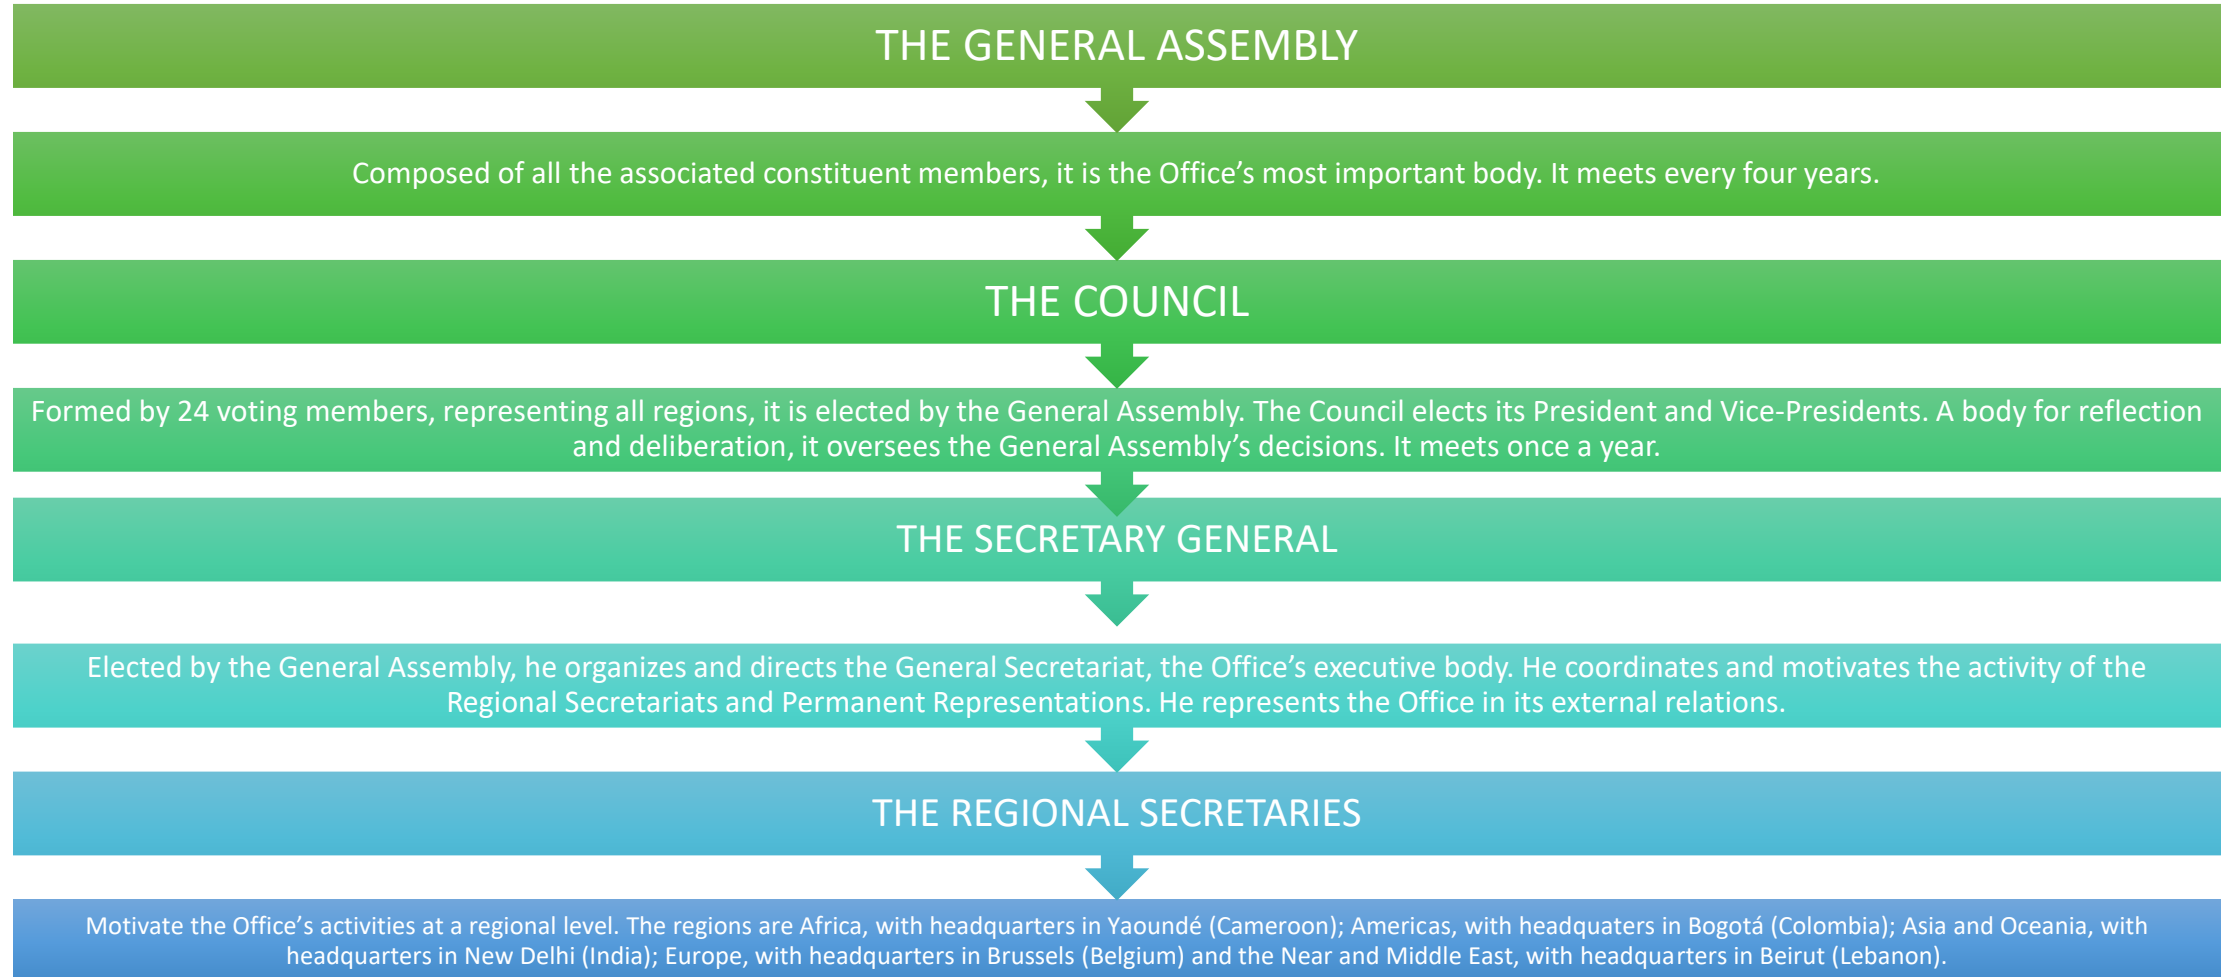 THE GENERAL ASSEMBLY
Composed of all the associated constituent members, it is the Office’s most important body. It meets every four years.
THE COUNCIL
Formed by 24 voting members, representing all regions, it is elected by the General Assembly. The Council elects its President and Vice-Presidents. A body for reflection
and deliberation, it oversees the General Assembly’s decisions. It meets once a year.
THE SECRETARY GENERAL
Elected by the General Assembly, he organizes and directs the General Secretariat, the Office’s executive body. He coordinates and motivates the activity of the
Regional Secretariats and Permanent Representations. He represents the Office in its external relations.
THE REGIONAL SECRETARIES
Motivate the Office’s activities at a regional level. The regions are Africa, with headquarters in Yaoundé (Cameroon); Americas, with headquaters in Bogotá (Colombia); Asia and Oceania, with
headquarters in New Delhi (India); Europe, with headquarters in Brussels (Belgium) and the Near and Middle East, with headquarters in Beirut (Lebanon).